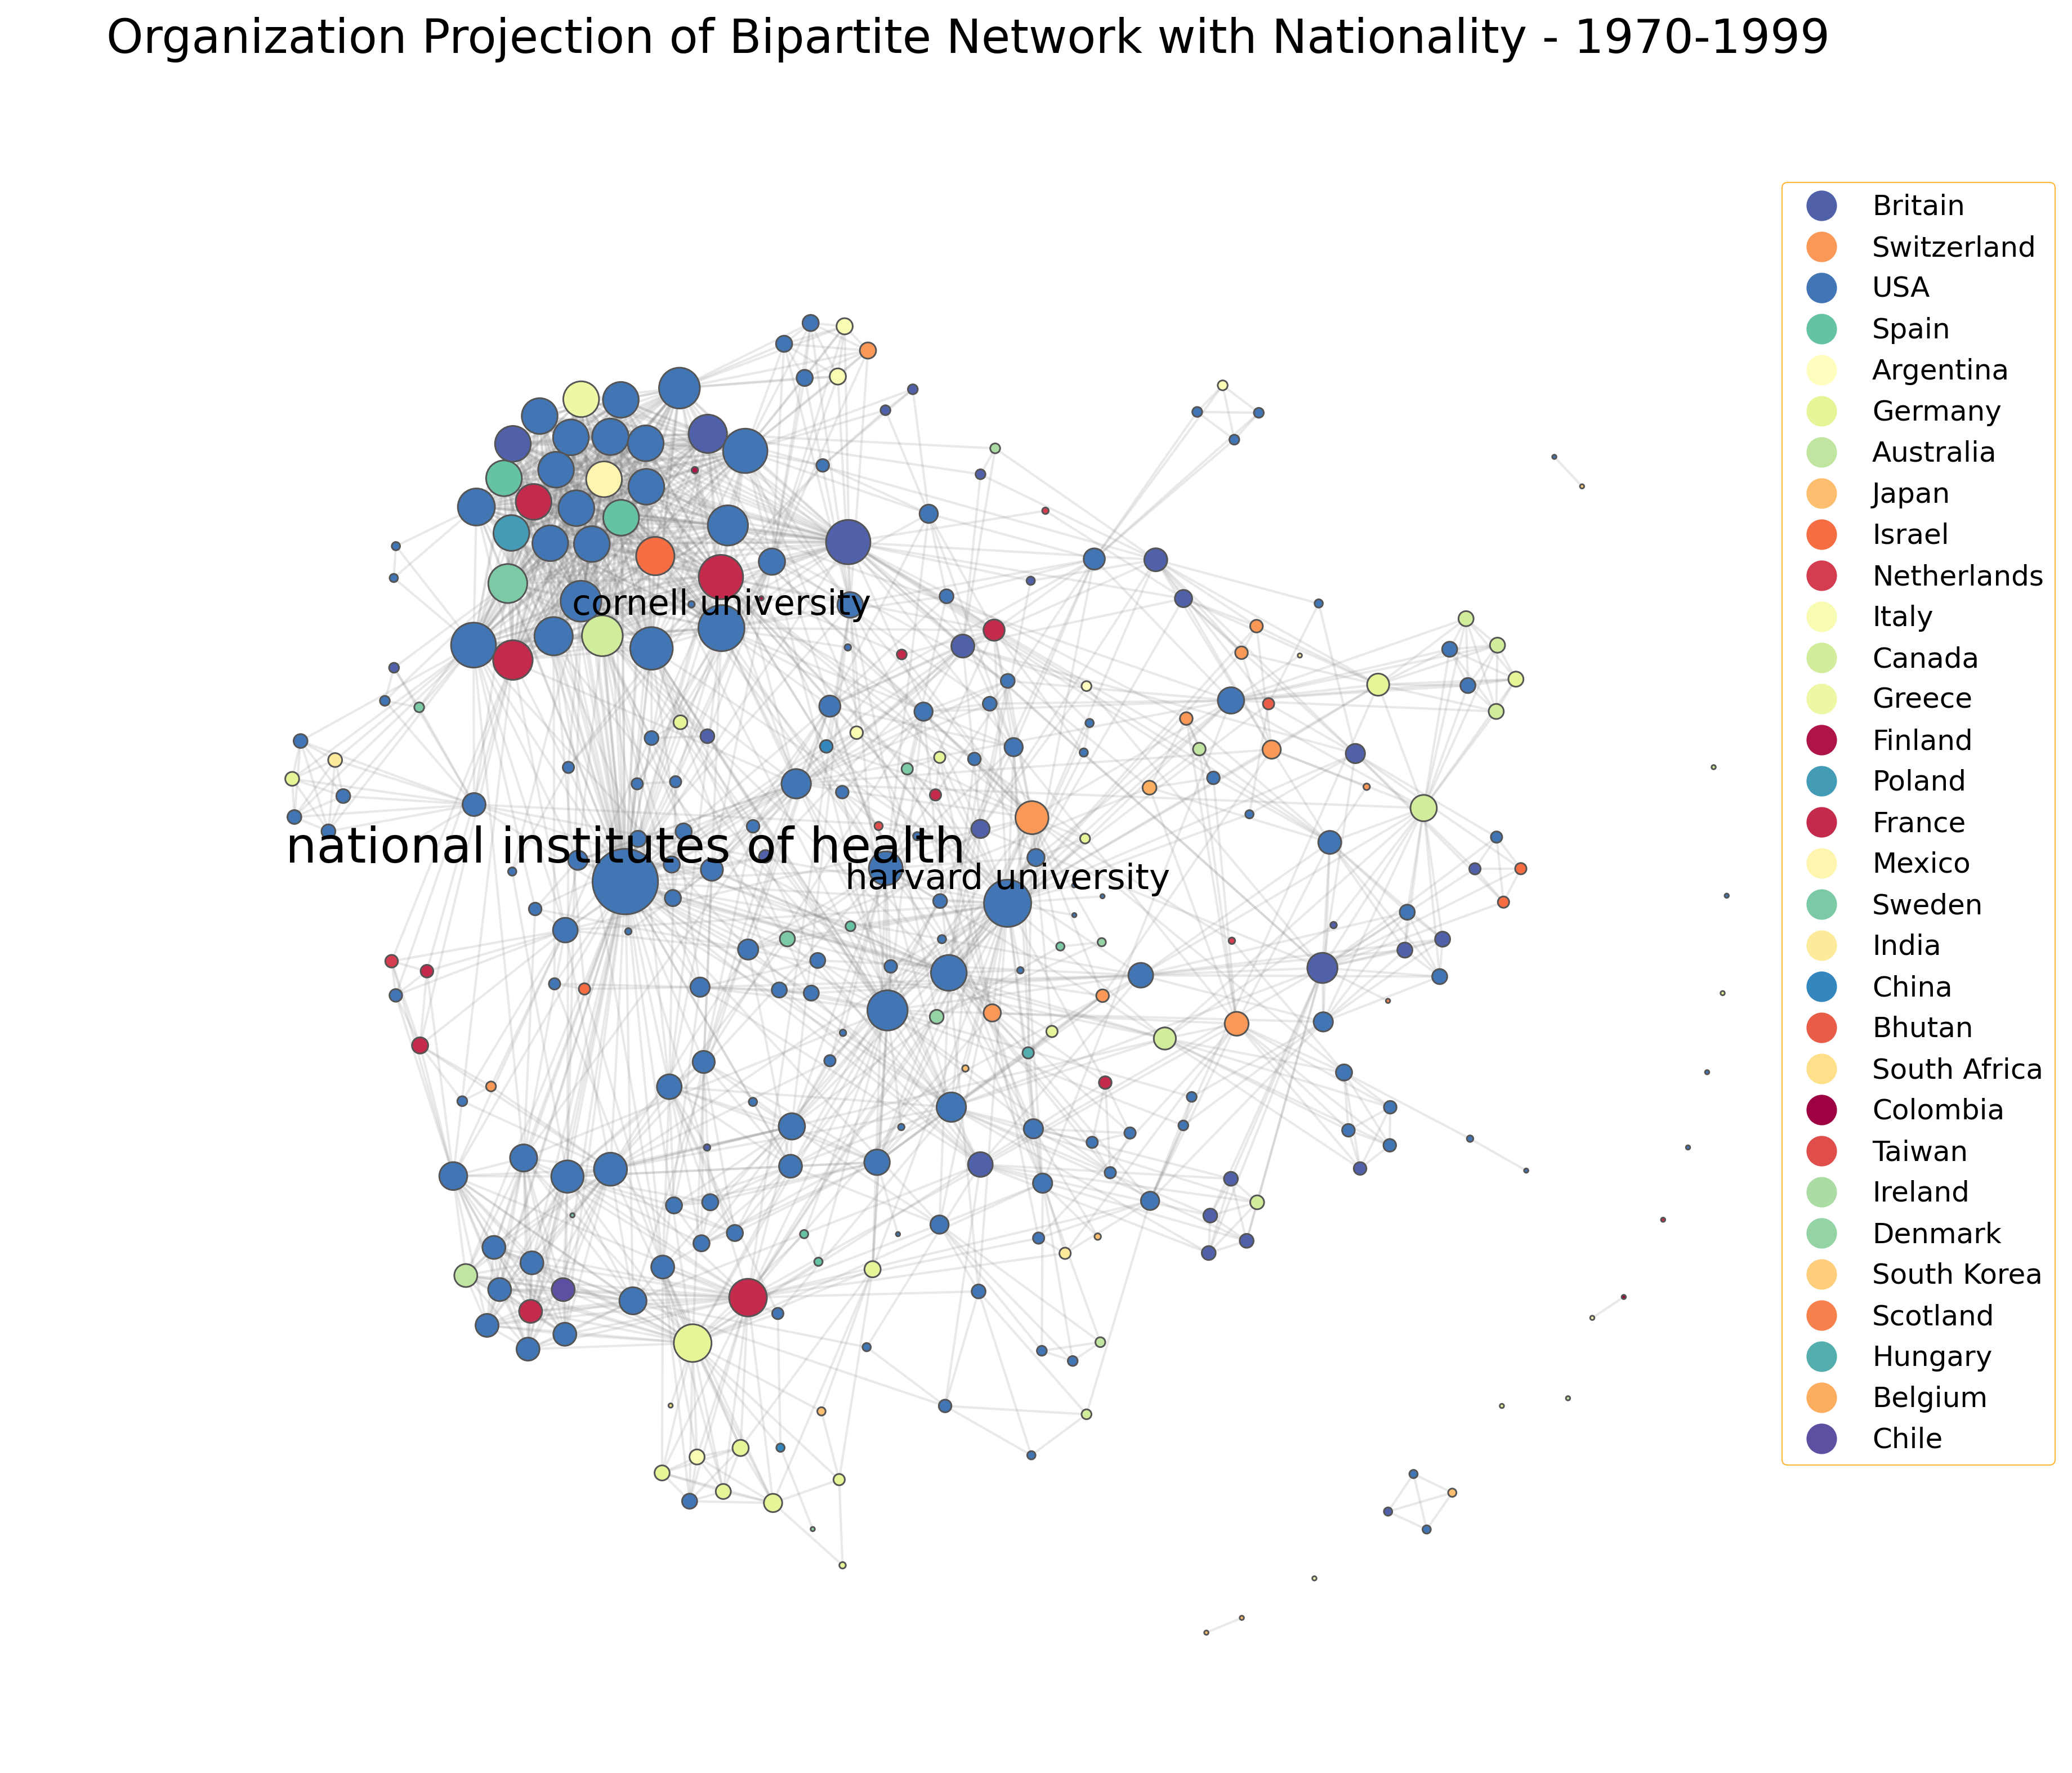 Organization Projection of Bipartite Network with Nationality - 1970-1999
Britain
Switzerland
USA
Spain
Argentina
Germany
Australia
Japan
Israel
Netherlands
Italy
Canada
Greece
Finland
Poland
France
Mexico
Sweden
India
China
Bhutan
South Africa
Colombia
Taiwan
Ireland
Denmark
South Korea
Scotland
Hungary
Belgium
Chile
cornell university
national institutes of health
harvard university